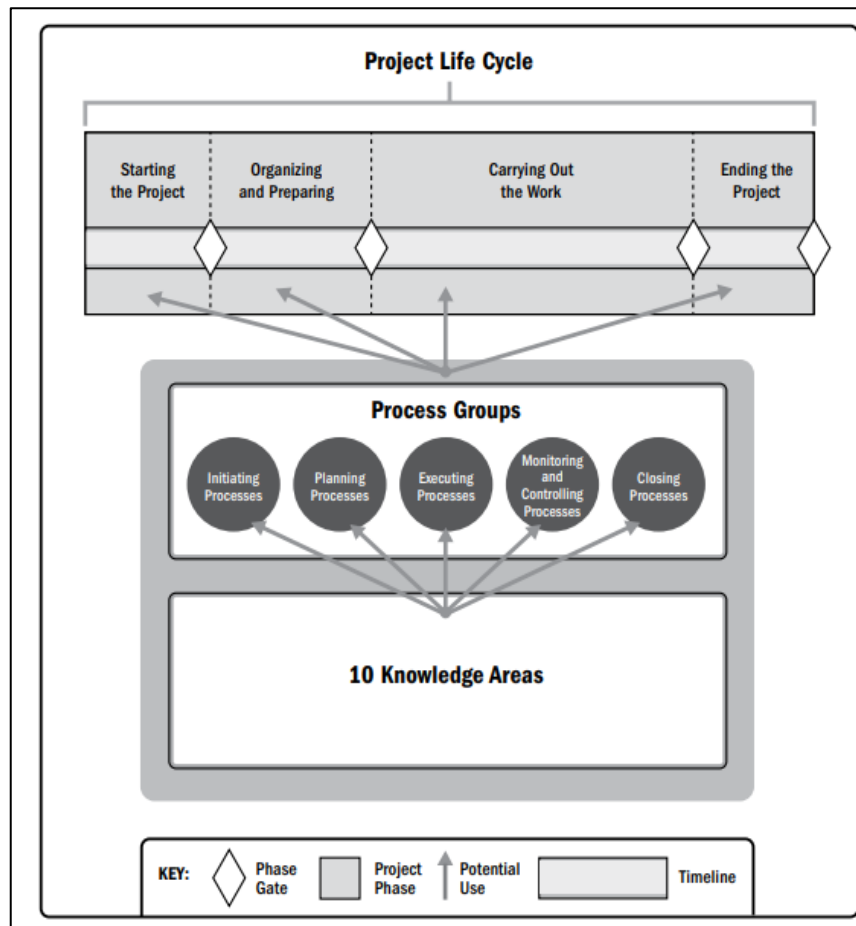 Project Life Cycle
Starting
the Project
Organizing
and Preparing
Carrying Out
the Work
Ending the
Project
Process Groups
Initiating
Processes
Planning
Processes
Executing
Processes
Monitoring
and
Controlling
Processes
Closing
Processes
10 Knowledge Areas
KEY:
Phase
Gate
Project
Phase
Potential
Use
Timeline